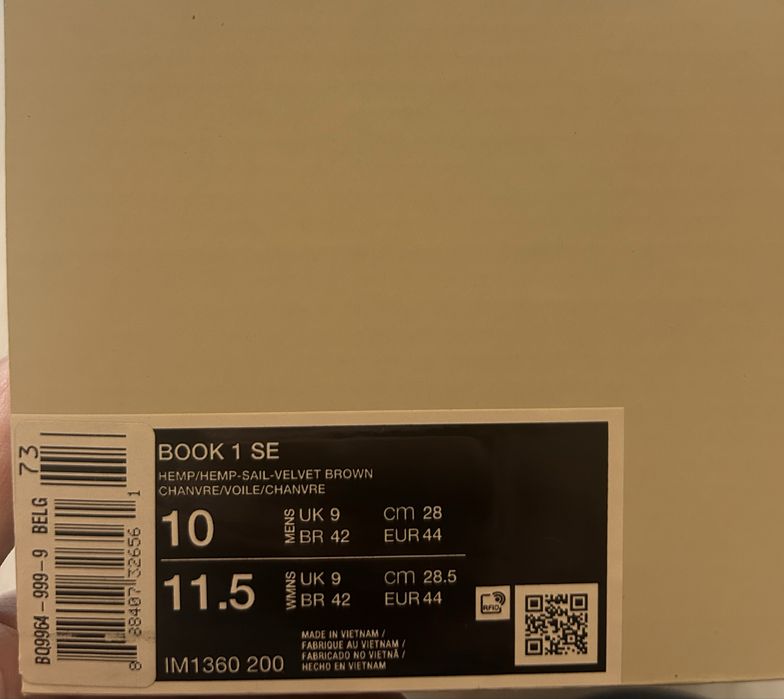 73
BQ9964-999-9 BELG
8 88407 32656 1
BOOK 1 SE
HEMP/HEMP-SAIL-VELVET BROWN
CHANVRE/VOILE/CHANVRE
10 MENS UK 9 cm 28
BR 42 EUR 44
11.5 WMNS UK 9 cm 28.5
BR 42 EUR 44
RFID
IM1360 200
MADE IN VIETNAM /
FABRIQUE AU VIETNAM /
FABRICADO NO VIETNÃ /
HECHO EN VIETNAM